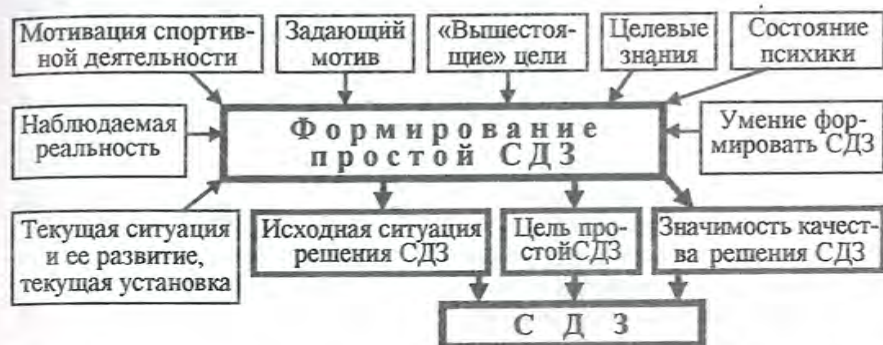 Мотивация спортив-
ной деятельности
Задающий
мотив
«Вышестоя-
щие» цели
Целевые
знания
Состояние
психики
Наблюдаемая
реальность
Формирование
простой СДЗ
Умение фор-
мировать СДЗ
Текущая ситуация
и ее развитие,
текущая установка
Исходная ситуация
решения СДЗ
Цель про-
стойСДЗ
Значимость качест-
ва решения СДЗ
С Д З